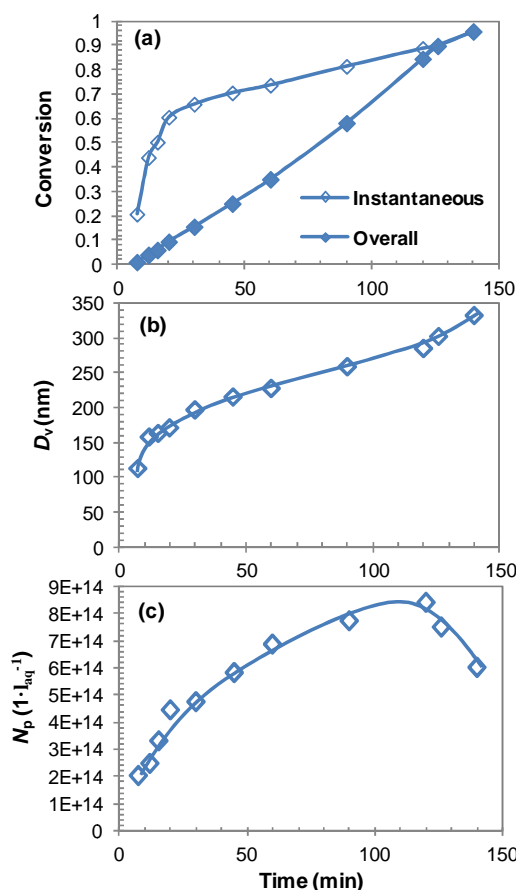 (a)
Conversion
1
0.9
0.8
0.7
0.6
0.5
0.4
0.3
0.2
0.1
0
Instantaneous
Overall
0 50 100 150
(b)
Dv (nm)
350
300
250
200
150
100
50
0
0 50 100 150
(c)
Np (1·]aq-1)
9E+14
8E+14
7E+14
6E+14
5E+14
4E+14
3E+14
2E+14
1E+14
0
0 50 100 150
Time (min)